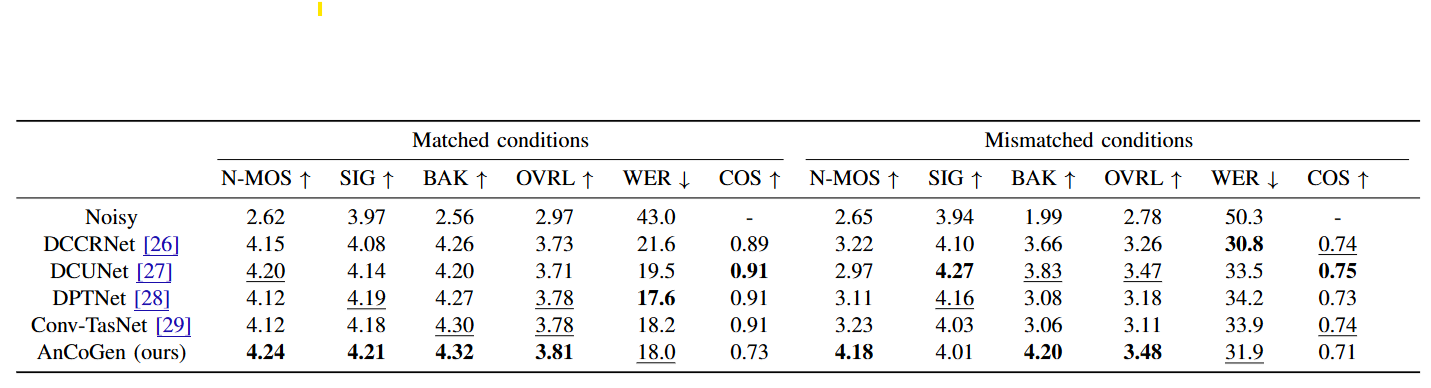 Matched conditions Mismatched conditions
N-MOS ↑ SIG ↑ BAK ↑ OVRL ↑ WER ↓ COS ↑ N-MOS ↑ SIG ↑ BAK ↑ OVRL ↑ WER ↓ COS ↑
Noisy 2.62 3.97 2.56 2.97 43.0 - 2.65 3.94 1.99 2.78 50.3 -
DCCRNet [26] 4.15 4.08 4.26 3.73 21.6 0.89 3.22 4.10 3.66 3.26 30.8 0.74
DCUNet [27] 4.20 4.14 4.20 3.71 19.5 0.91 2.97 4.27 3.83 3.47 33.5 0.75
DPTNet [28] 4.12 4.19 4.27 3.78 17.6 0.91 3.11 4.16 3.08 3.18 34.2 0.73
Conv-TasNet [29] 4.12 4.18 4.30 3.78 18.2 0.91 3.23 4.03 3.06 3.11 33.9 0.74
AnCoGen (ours) 4.24 4.21 4.32 3.81 18.0 0.73 4.18 4.01 4.20 3.48 31.9 0.71